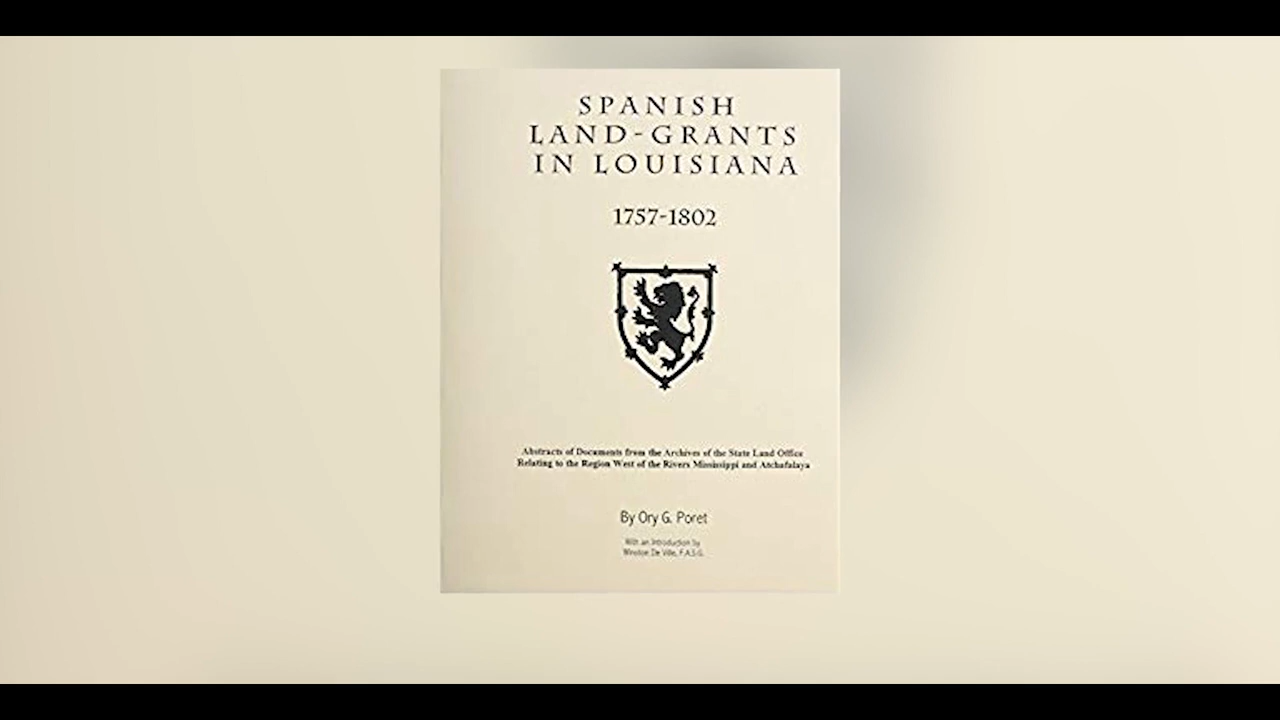 SPANISH
LAND-GRANTS
IN LOUISIANA
1757-1802
Abstracts of Documents from the Archives of the State Land Office
Relating to the Region West of the Rivers Mississippi and Atchafalaya
By Ory G. Poret
With an Introduction by
Winston De Ville, F.A.S.G.